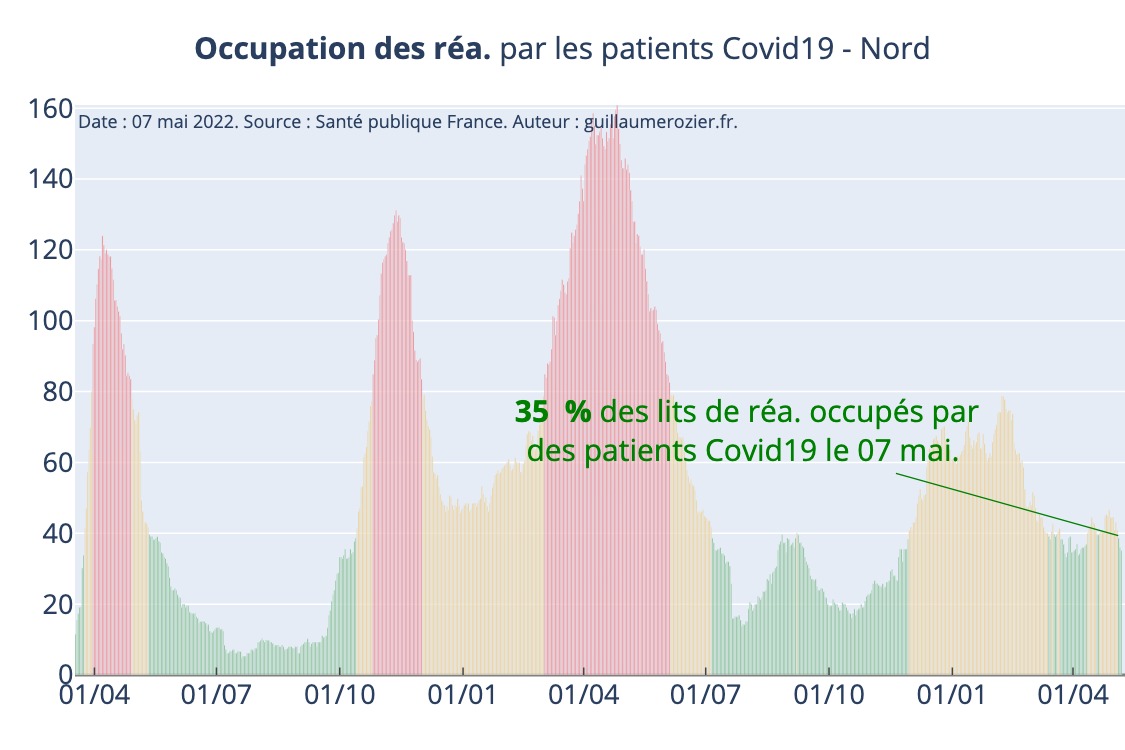 Occupation des réa. par les patients Covid19 - Nord
160
Date : 07 mai 2022. Source : Santé publique France. Auteur : guillaumerozier.fr.
140
120
100
80
35 % des lits de réa. occupés par
des patients Covid19 le 07 mai.
60
40
20
0
01/04 01/07 01/10 01/01 01/04 01/07 01/10 01/01 01/04